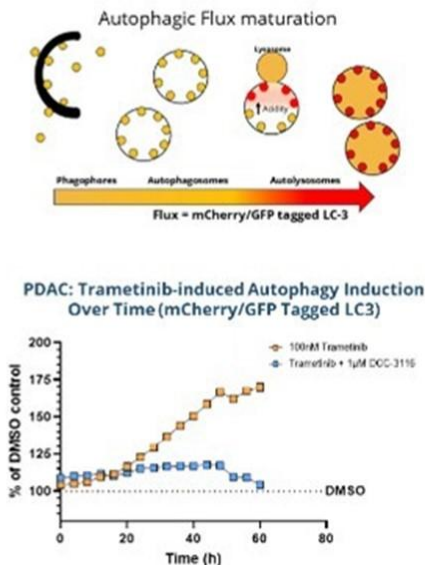 Autophagic Flux maturation
Lysosome
Acidity
Phagophores Autophagosomes Autolysosomes
Flux = mCherry/GFP tagged LC-3
PDAC: Trametinib-induced Autophagy Induction
Over Time (mCherry/GFP Tagged LC3)
200
100nM Trametinib
Trametinib + 1µM DCC-3116
175
150
125
100
DMSO
% of DMSO control
0 20 40 60 80
Time (h)